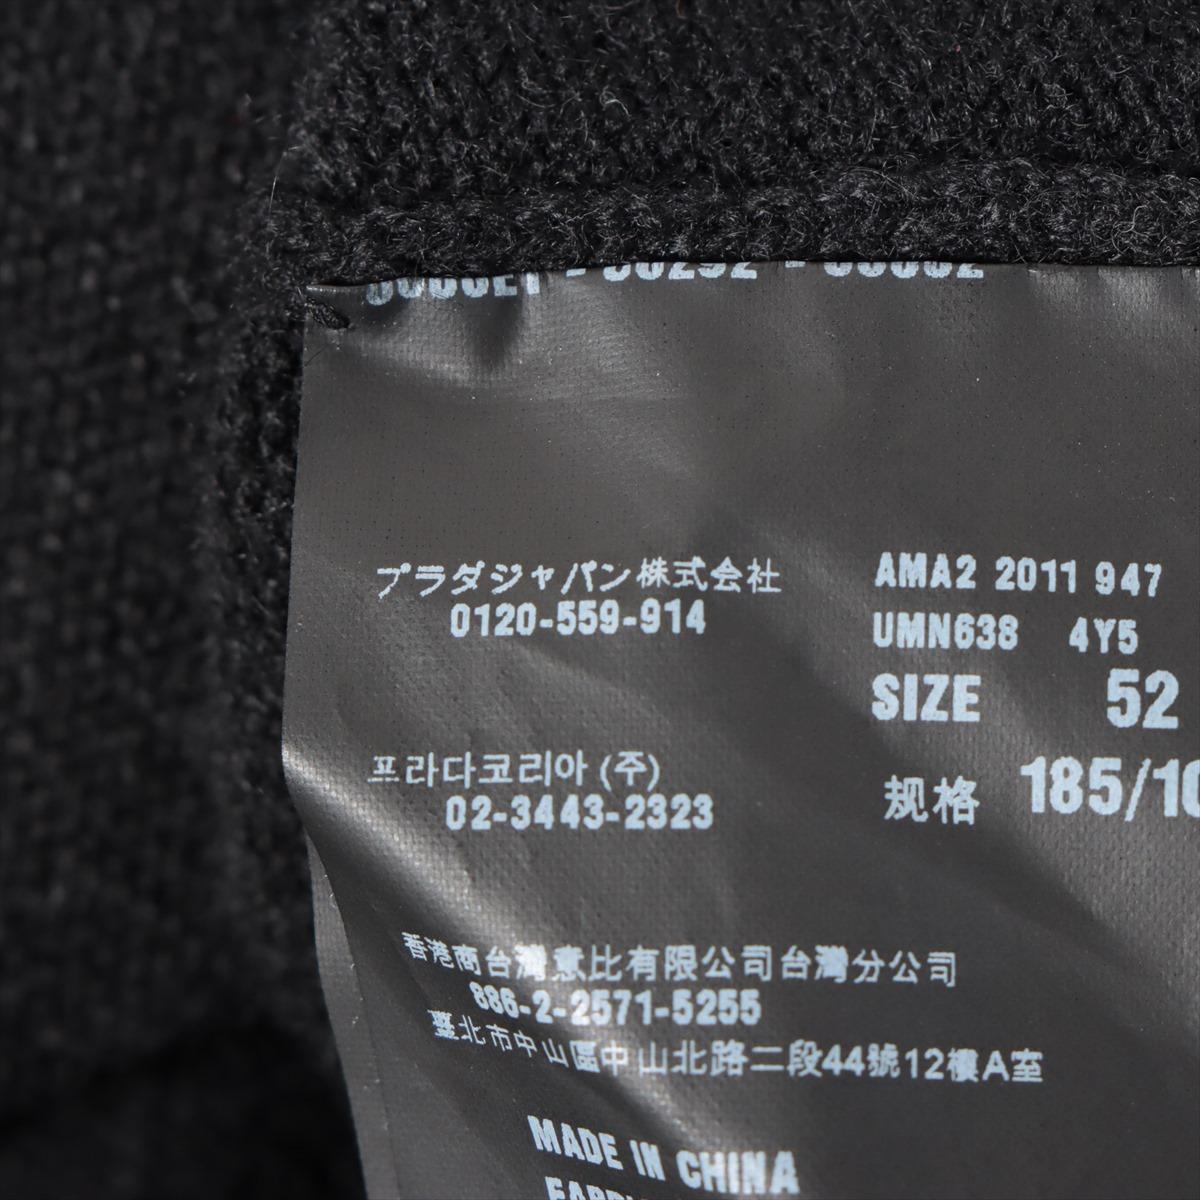 プラダジャパン株式会社
0120-559-914
AMA2 2011 947
UMN638 4Y5
SIZE 52
规格 185/10
프라다코리아 (주)
02-3443-2323
香港商台灣意比有限公司台灣分公司
886-2-2571-5255
臺北市中山區中山北路二段44號12樓A室
MADE IN CHINA